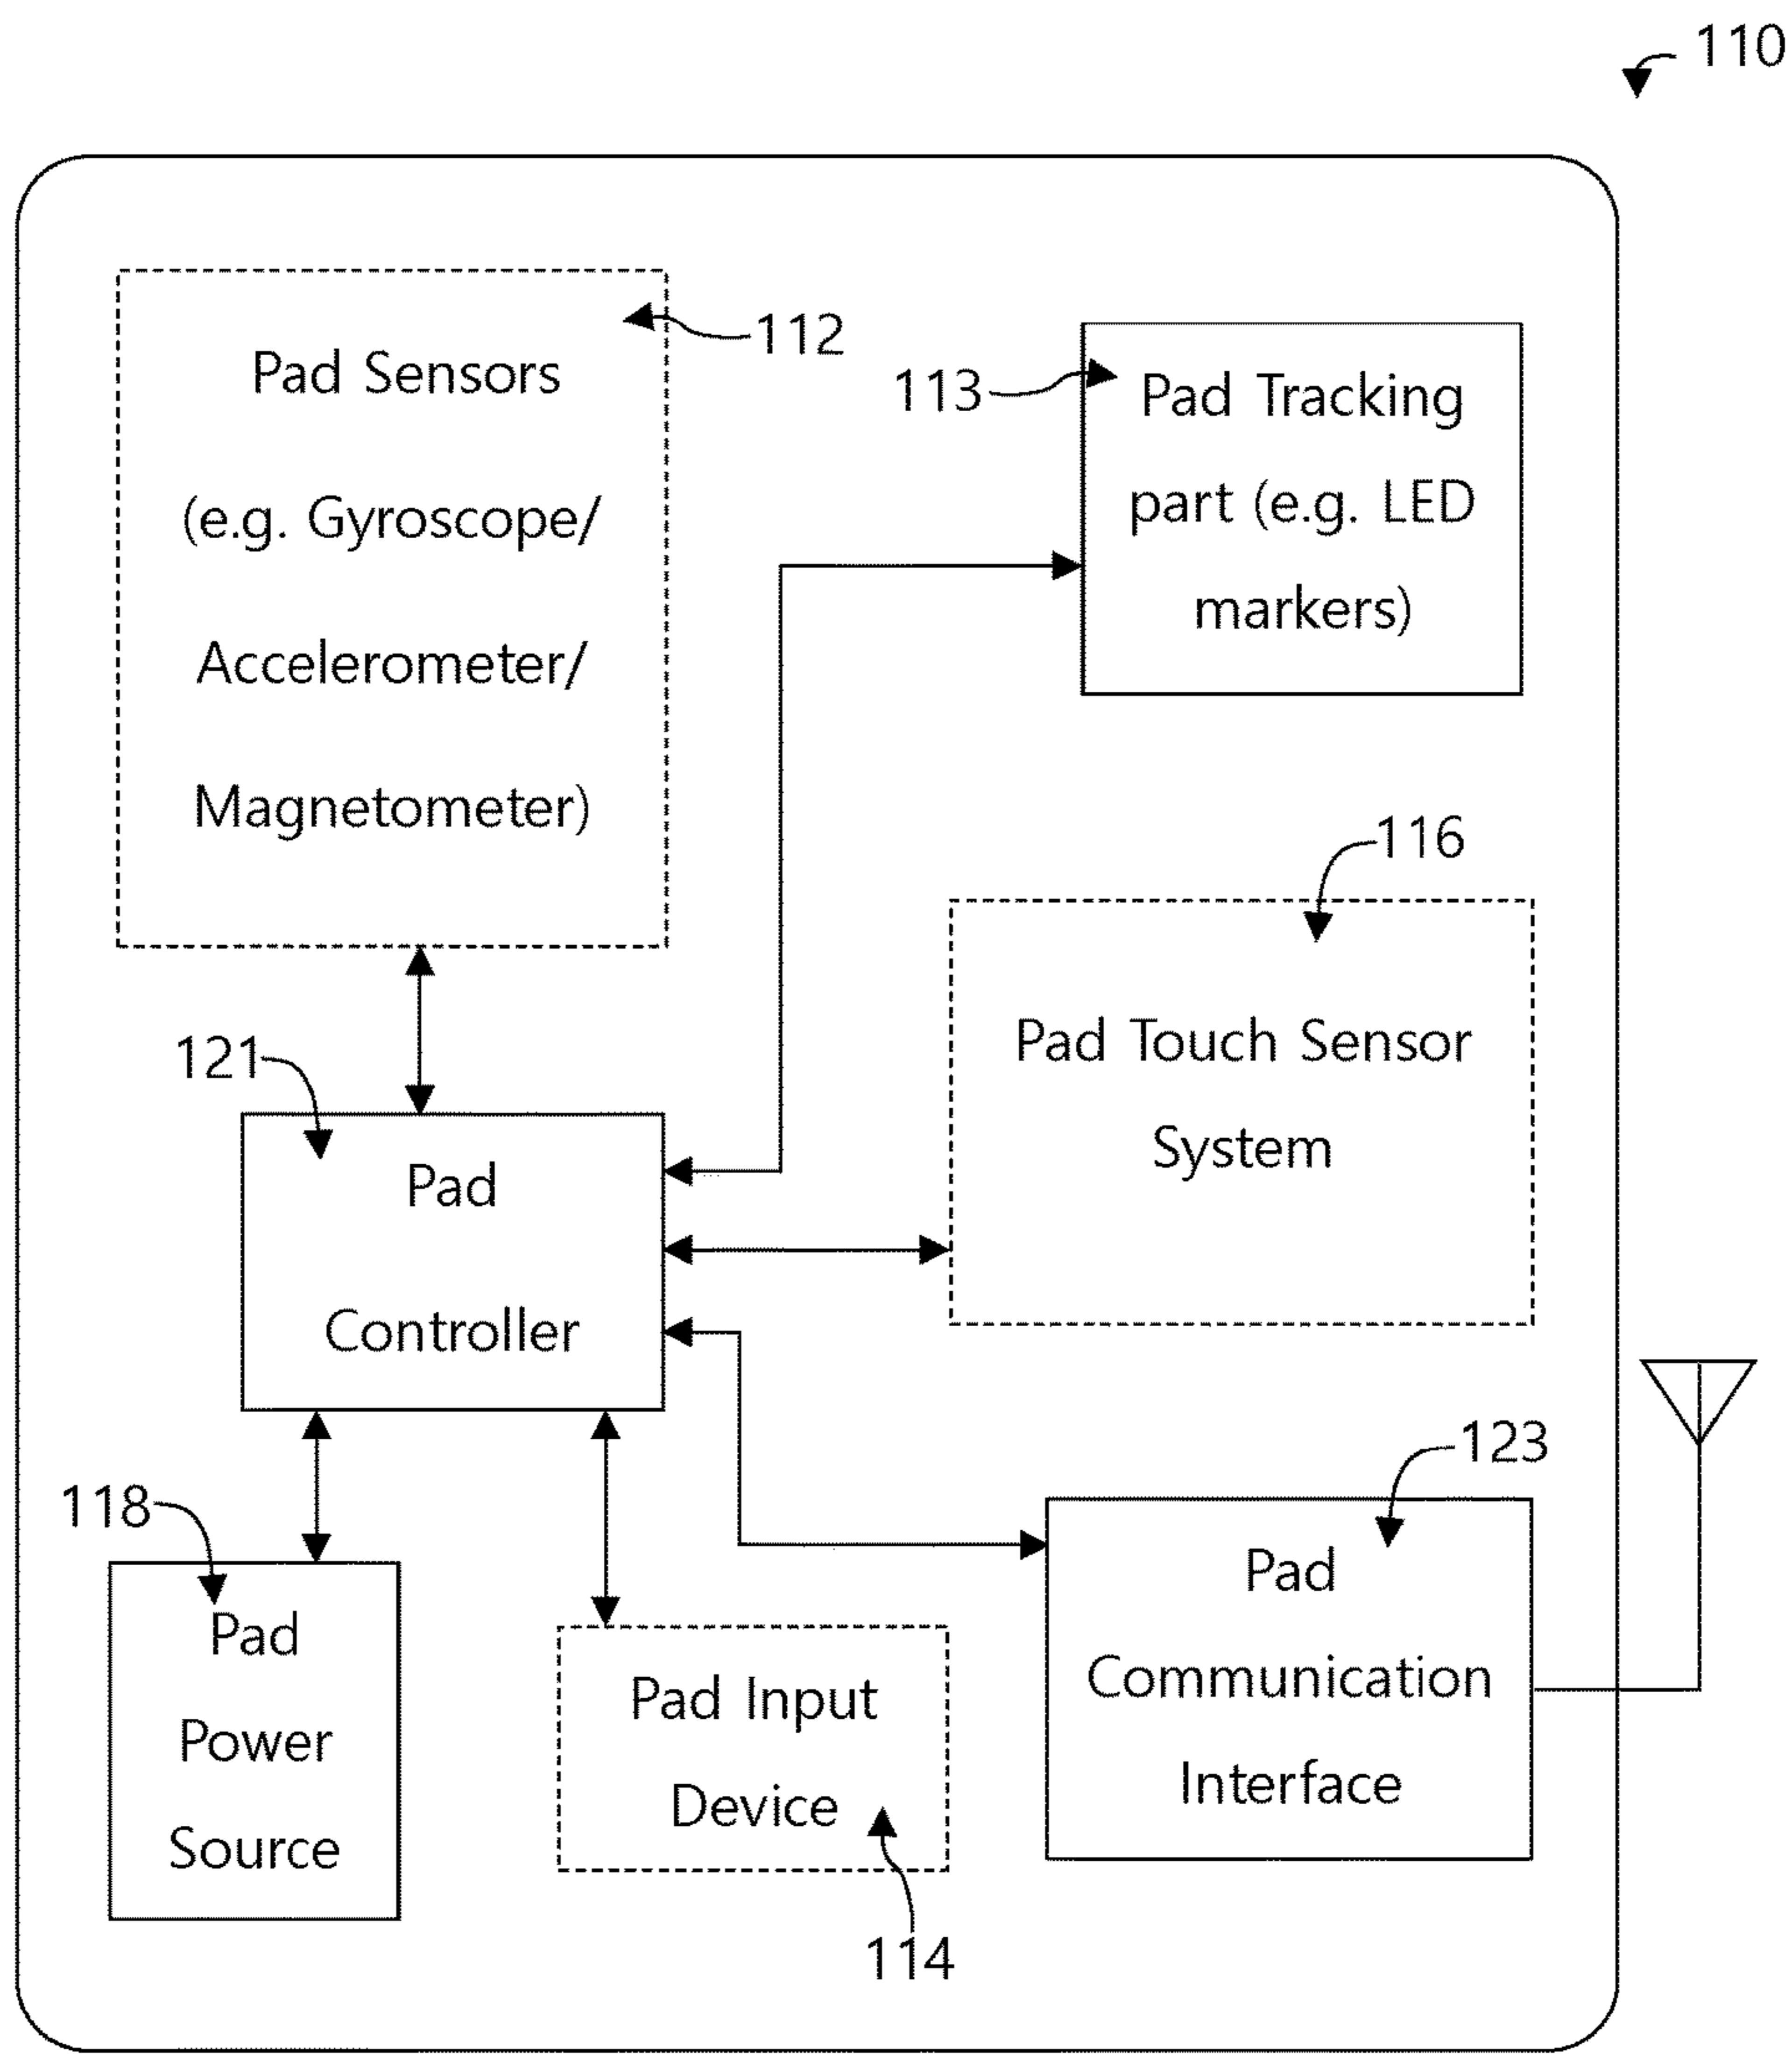 110
112
Pad Sensors
(e.g. Gyroscope/
Accelerometer/
Magnetometer)
113
Pad Tracking
part (e.g. LED
markers)
116
Pad Touch Sensor
System
121
Pad
Controller
118
Pad
Power
Source
Pad Input
Device
114
123
Pad
Communication
Interface